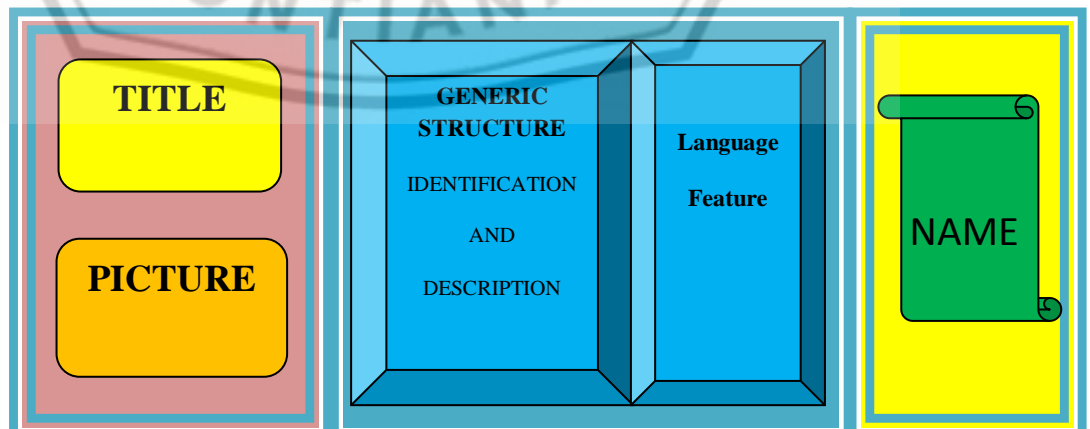 TITLE
PICTURE
GENERIC
STRUCTURE
IDENTIFICATION
AND
DESCRIPTION
Language
Feature
NAME